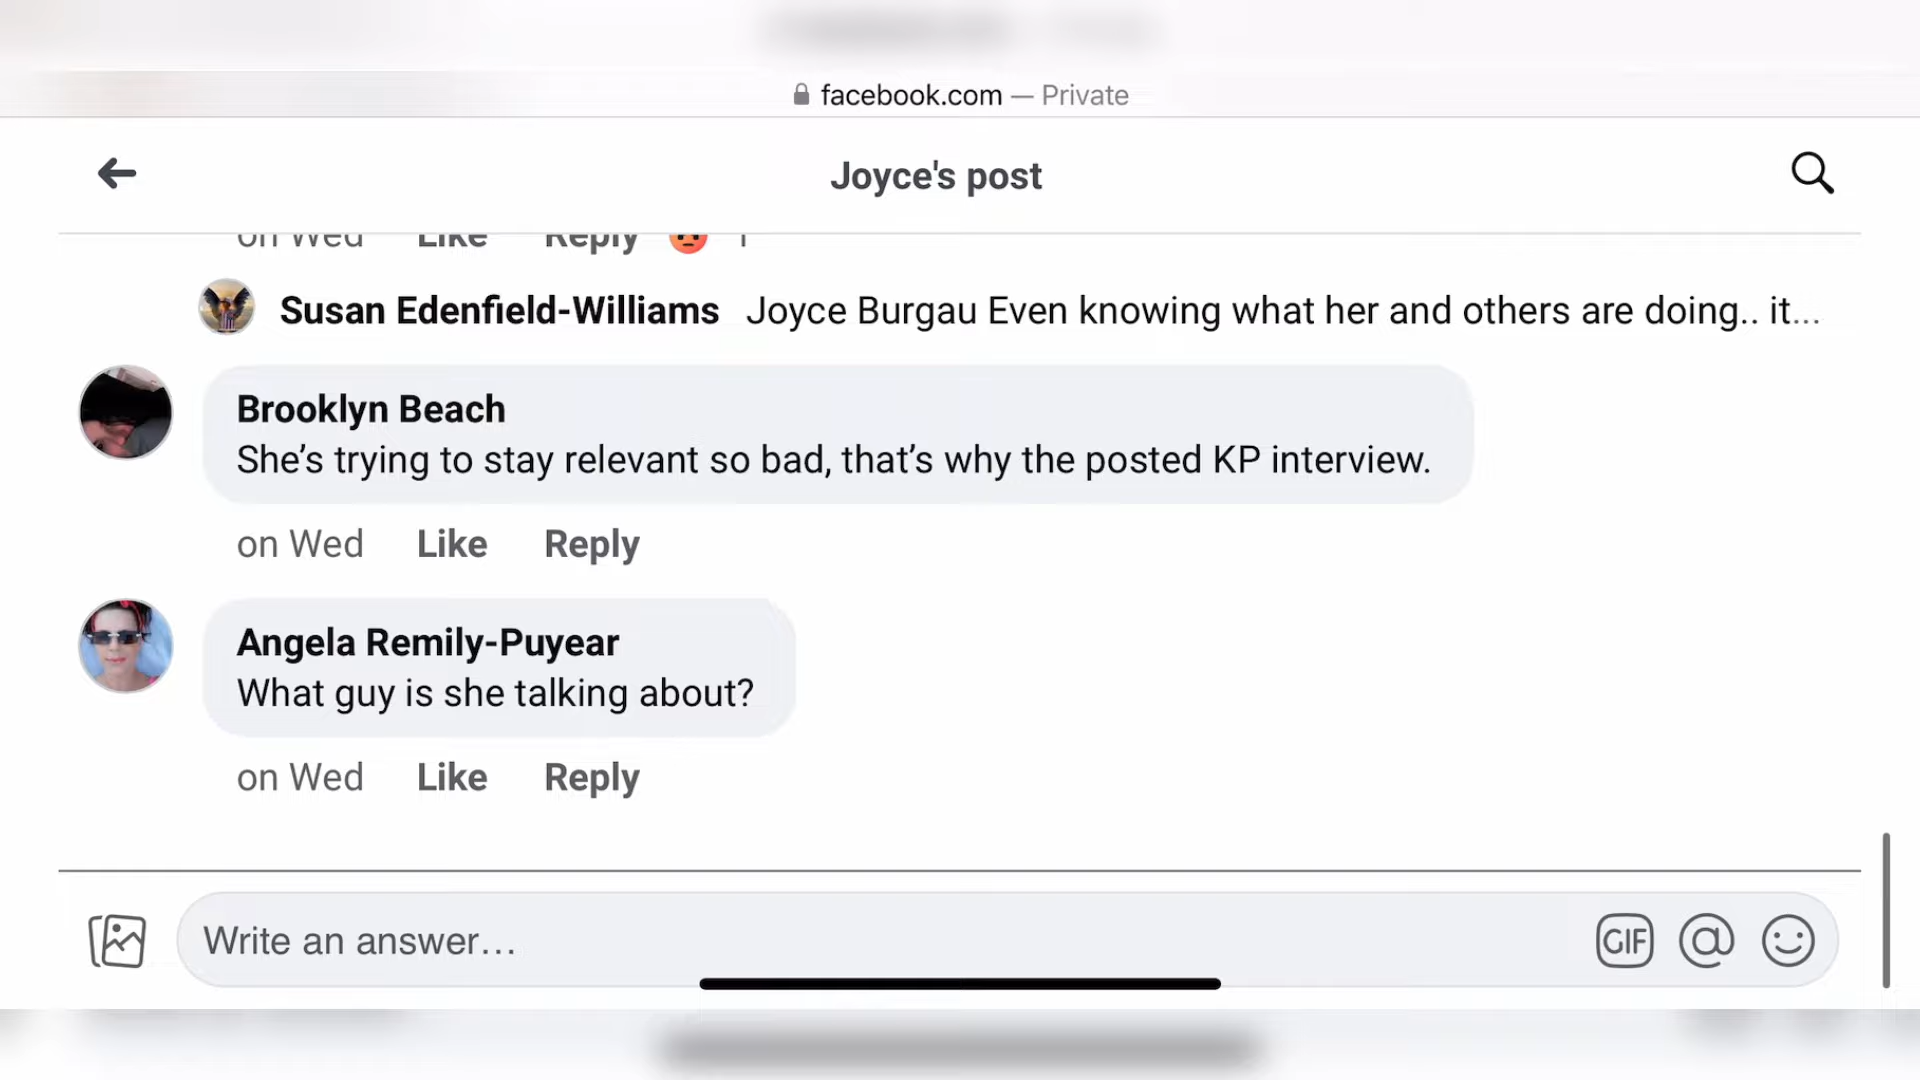 facebook.com — Private
Joyce's post
on Wed Like Reply 1
Susan Edenfield-Williams Joyce Burgau Even knowing what her and others are doing.. it...
Brooklyn Beach
She’s trying to stay relevant so bad, that’s why the posted KP interview.
on Wed Like Reply
Angela Remily-Puyear
What guy is she talking about?
on Wed Like Reply
Write an answer...
GIF @